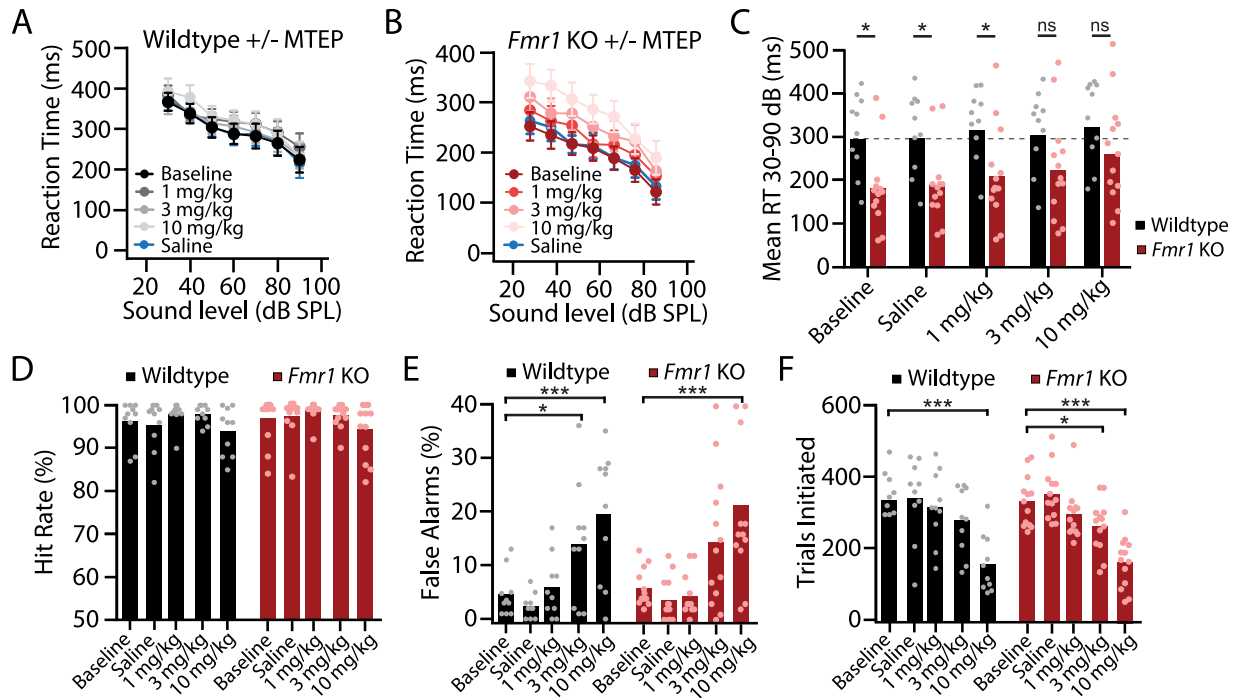 A
Wildtype +/- MTEP
Reaction Time (ms)
500
400
300
200
100
0
Baseline
1 mg/kg
3 mg/kg
10 mg/kg
Saline
20 40 60 80 100
Sound level (dB SPL)
B
Fmr1 KO +/- MTEP
Reaction Time (ms)
400
300
200
100
0
Baseline
1 mg/kg
3 mg/kg
10 mg/kg
Saline
20 40 60 80 100
Sound level (dB SPL)
C
Mean RT 30–90 dB (ms)
* * * ns ns
500
400
300
200
100
0
Wildtype
Fmr1 KO
Baseline
Saline
1 mg/kg
3 mg/kg
10 mg/kg
D
Wildtype Fmr1 KO
Hit Rate (%)
100
90
80
70
60
50
Baseline
Saline
1 mg/kg
3 mg/kg
10 mg/kg
Baseline
Saline
1 mg/kg
3 mg/kg
10 mg/kg
E
Wildtype Fmr1 KO
*** ***
*
False Alarms (%)
40
30
20
10
0
Baseline
Saline
1 mg/kg
3 mg/kg
10 mg/kg
Baseline
Saline
1 mg/kg
3 mg/kg
10 mg/kg
F
Wildtype Fmr1 KO
*** ***
*
Trials Initiated
600
400
200
0
Baseline
Saline
1 mg/kg
3 mg/kg
10 mg/kg
Baseline
Saline
1 mg/kg
3 mg/kg
10 mg/kg